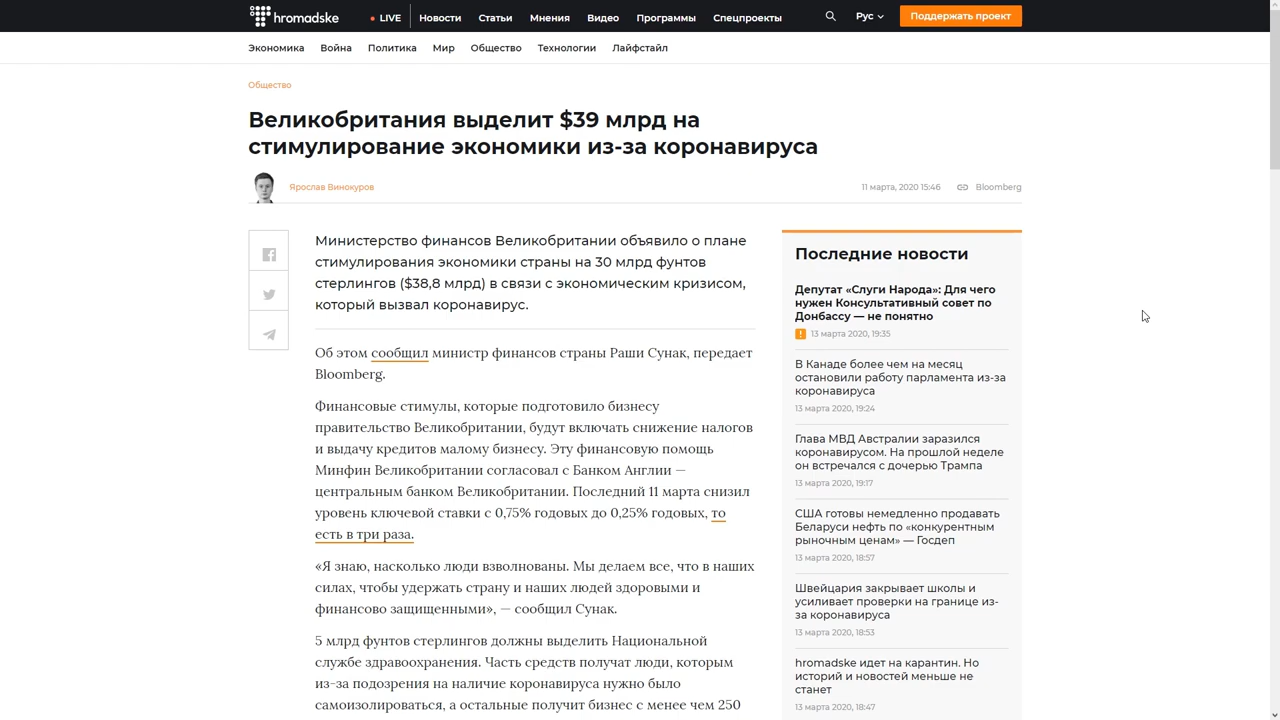 hromadske
LIVE
Новости
Статьи
Мнения
Видео
Программы
Спецпроекты
Рус
Поддержать проект
Экономика
Война
Политика
Мир
Общество
Технологии
Лайфстайл
Общество
Великобритания выделит $39 млрд на
стимулирование экономики из-за коронавируса
Ярослав Винокуров
11 марта, 2020 15:46
Bloomberg
Министерство финансов Великобритании объявило о плане
стимулирования экономики страны на 30 млрд фунтов
стерлингов ($38,8 млрд) в связи с экономическим кризисом,
который вызвал коронавирус.
Об этом сообщил министр финансов страны Раши Сунак, передает
Bloomberg.
Финансовые стимулы, которые подготовило бизнесу
правительство Великобритании, будут включать снижение налогов
и выдачу кредитов малому бизнесу. Эту финансовую помощь
Минфин Великобритании согласовал с Банком Англии —
центральным банком Великобритании. Последний 11 марта снизил
уровень ключевой ставки с 0,75% годовых до 0,25% годовых, то
есть в три раза.
«Я знаю, насколько люди взволнованы. Мы делаем все, что в наших
силах, чтобы удержать страну и наших людей здоровыми и
финансово защищенными», — сообщил Сунак.
5 млрд фунтов стерлингов должны выделить Национальной
службе здравоохранения. Часть средств получат люди, которым
из-за подозрения на наличие коронавируса нужно было
самоизолироваться, а остальные получит бизнес с менее чем 250
Последние новости
Депутат «Слуги Народа»: Для чего
нужен Консультативный совет по
Донбассу — не понятно
13 марта 2020, 19:35
В Канаде более чем на месяц
остановили работу парламента из-за
коронавируса
13 марта 2020, 19:24
Глава МВД Австралии заразился
коронавирусом. На прошлой неделе
он встречался с дочерью Трампа
13 марта 2020, 19:17
США готовы немедленно продавать
Беларуси нефть по «конкурентным
рыночным ценам» — Госдеп
13 марта 2020, 18:57
Швейцария закрывает школы и
усиливает проверки на границе из-
за коронавируса
13 марта 2020, 18:53
hromadske идет на карантин. Но
историй и новостей меньше не
станет
13 марта 2020, 18:47